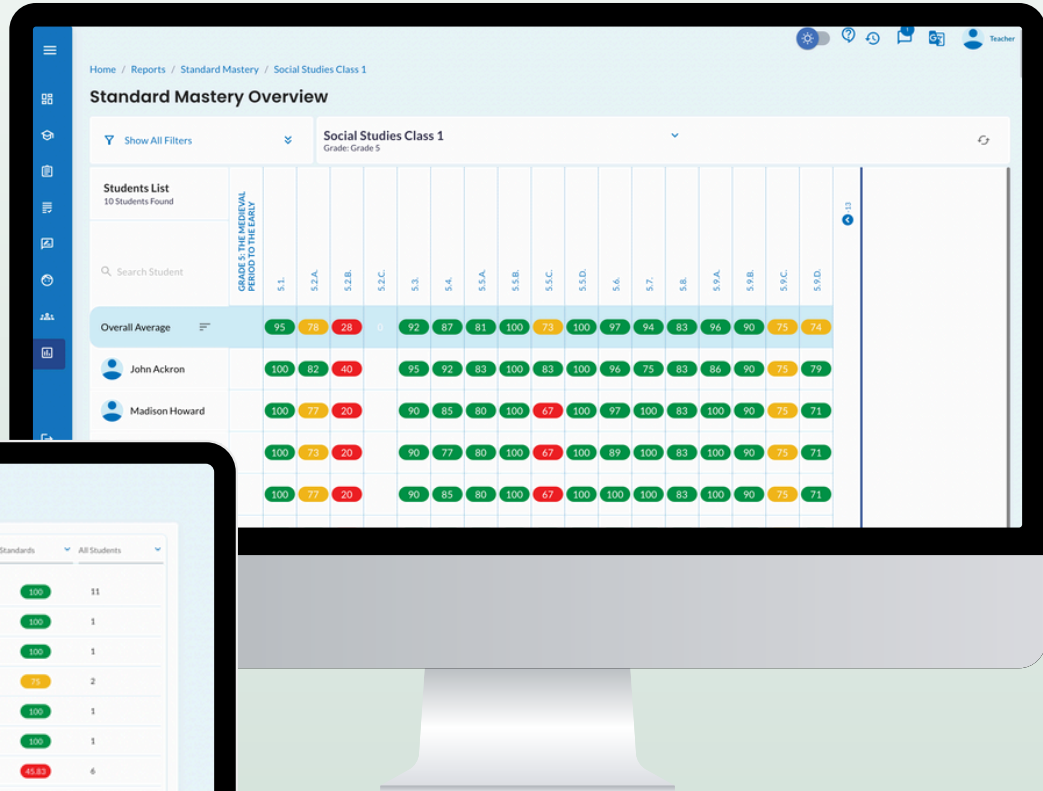 Teacher
Home / Reports / Standard Mastery / Social Studies Class 1
Standard Mastery Overview
Show All Filters
Social Studies Class 1
Grade: Grade 5
Students List
10 Students Found
Search Student
GRADE 5: THE MEDIEVAL
PERIOD TO THE EARLY
5.1. 5.2.A. 5.2.B. 5.2.C. 5.3. 5.4. 5.5.A. 5.5.B. 5.5.C. 5.5.D. 5.6. 5.7. 5.8. 5.9.A. 5.9.B. 5.9.C. 5.9.D.
Overall Average 95 78 28 0 92 87 81 100 73 100 97 94 83 96 90 75 74
John Ackron 100 82 40 95 92 83 100 83 100 96 75 83 86 90 75 79
Madison Howard 100 77 20 90 85 80 100 67 100 97 100 83 100 90 75 71
100 73 20 90 77 80 100 67 100 89 100 83 100 90 75 71
100 77 20 90 85 80 100 67 100 100 100 83 100 90 75 71
Standards All Students
100 11
100 1
100 1
75 2
100 1
100 1
45.83 6